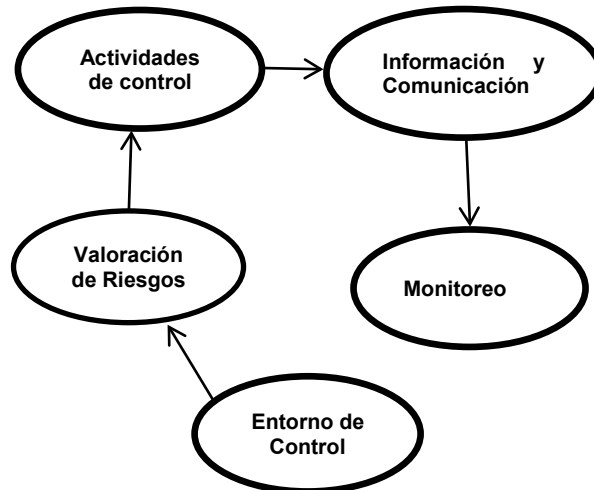 Actividades
de control
Información y
Comunicación
Valoración
de Riesgos
Monitoreo
Entorno de
Control